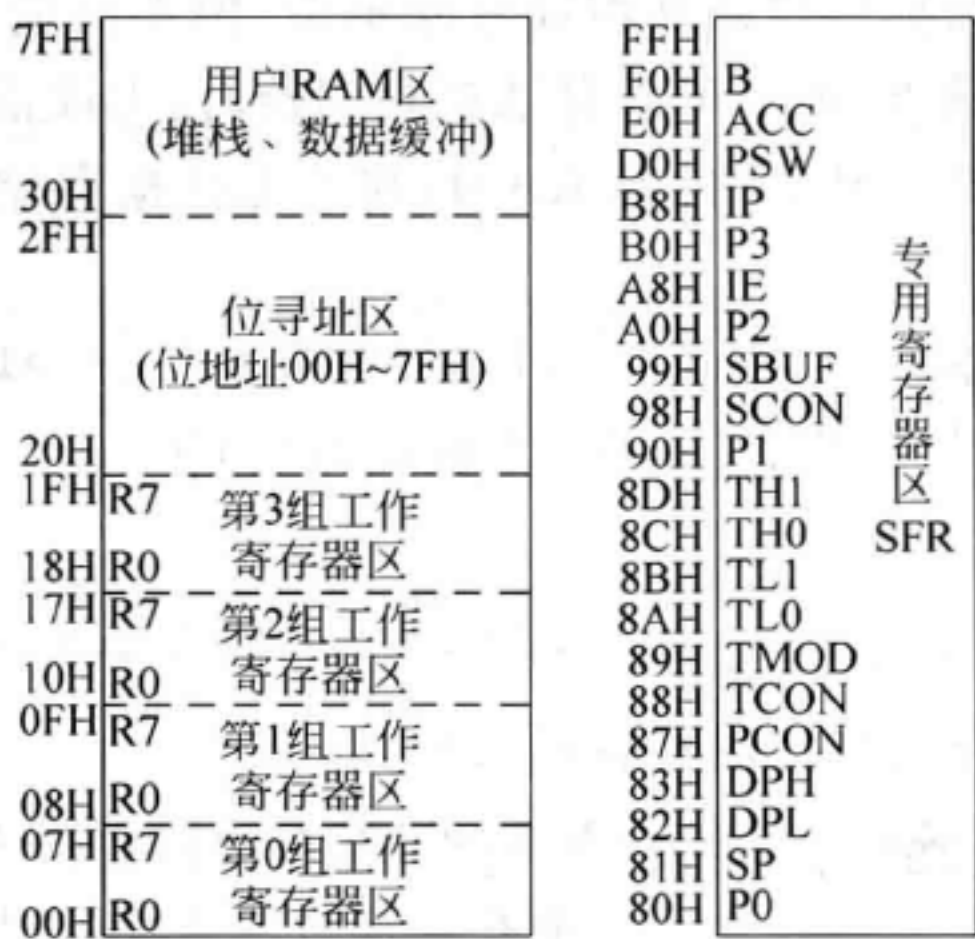 7FH
用户RAM区
(堆栈、数据缓冲)
30H
2FH
位寻址区
(位地址00H~7FH)
20H
1FH R7 第3组工作
寄存器区
18H R0
17H R7 第2组工作
寄存器区
10H R0
0FH R7 第1组工作
寄存器区
08H R0
07H R7 第0组工作
寄存器区
00H R0
FFH
F0H B
E0H ACC
D0H PSW
B8H IP
B0H P3
A8H IE
A0H P2
99H SBUF
98H SCON
90H P1
8DH TH1
8CH TH0
8BH TL1
8AH TL0
89H TMOD
88H TCON
87H PCON
83H DPH
82H DPL
81H SP
80H P0
专用寄存器区
SFR